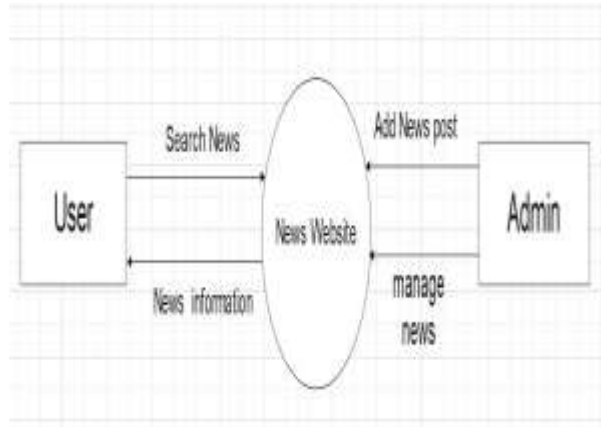 Search News
Add News post
User
News Website
Admin
News information
manage
news